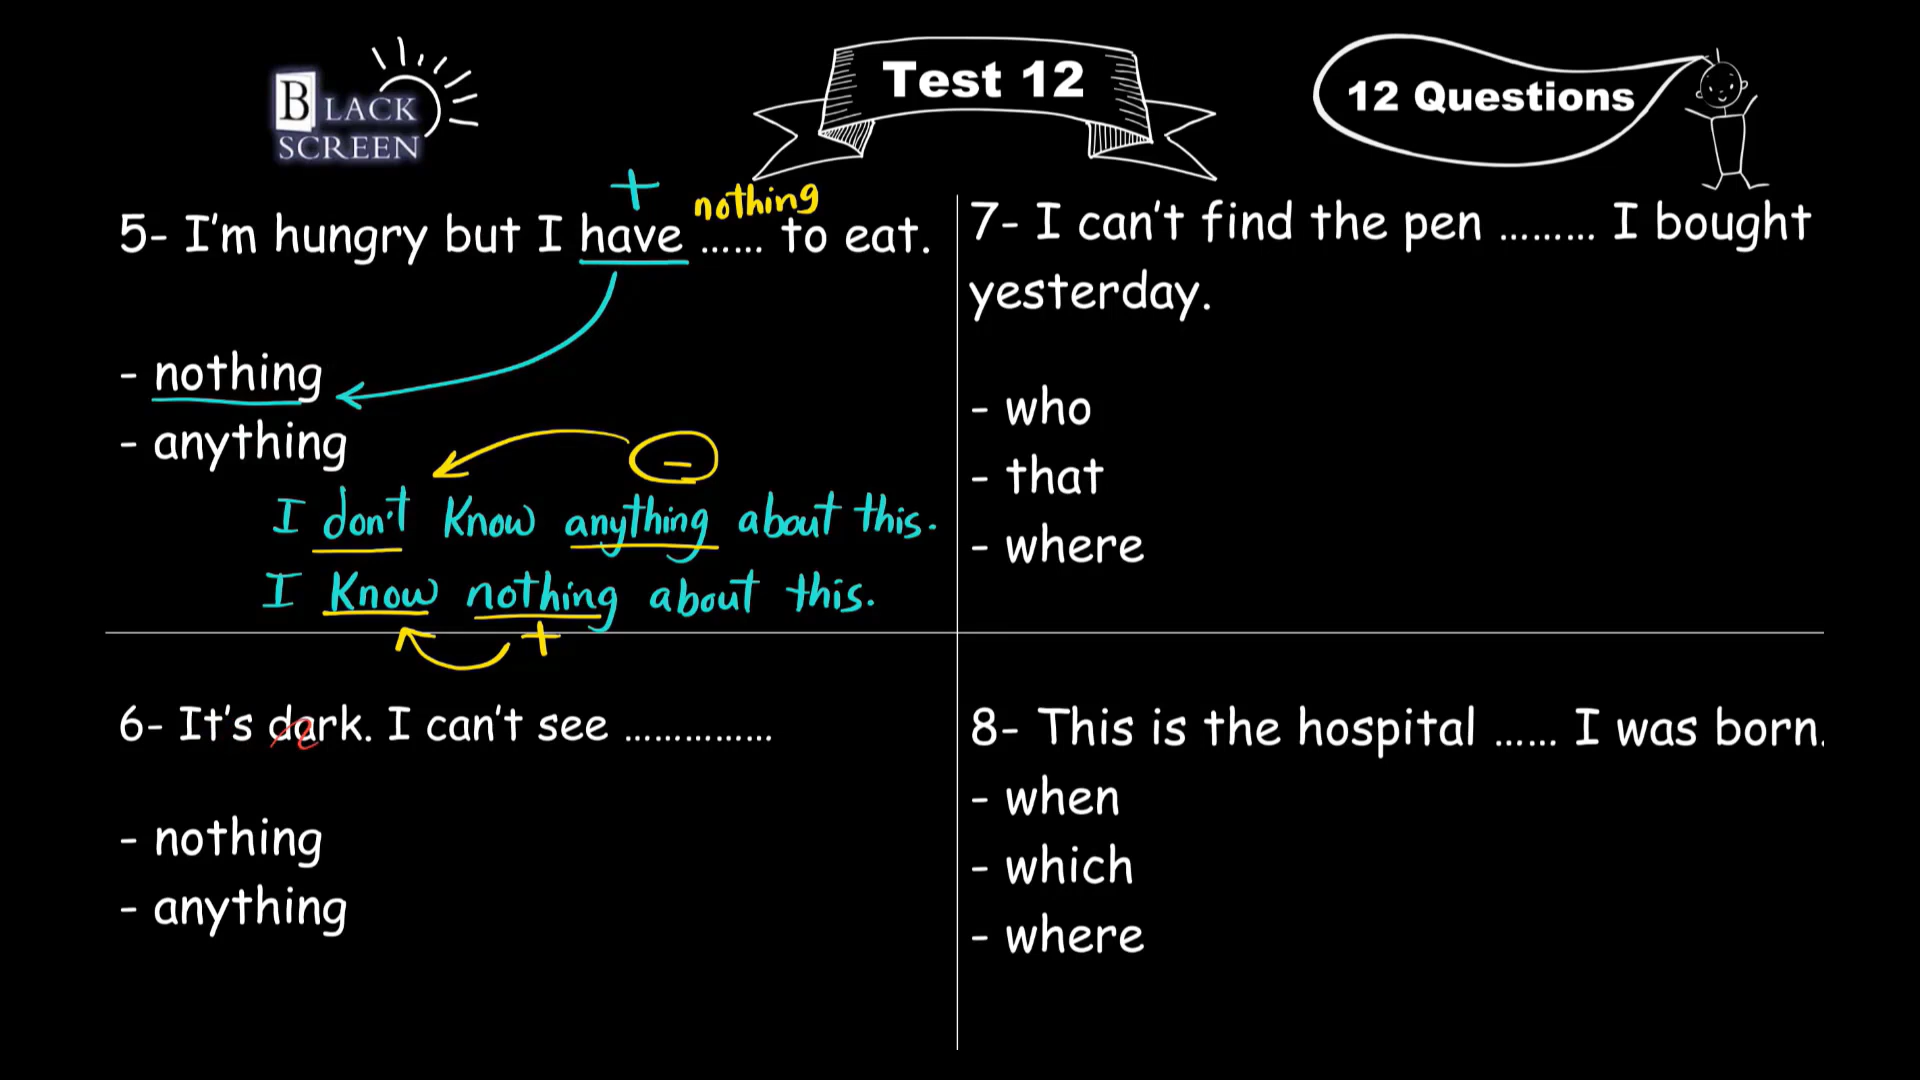 BLACK
SCREEN
Test 12
12 Questions
+
nothing
5- I'm hungry but I have ...... to eat.
- nothing
- anything
-
I don't know anything about this.
I know nothing about this.
+
6- It's dark. I can't see ...............
- nothing
- anything
7- I can't find the pen ......... I bought
yesterday.
- who
- that
- where
8- This is the hospital ...... I was born.
- when
- which
- where